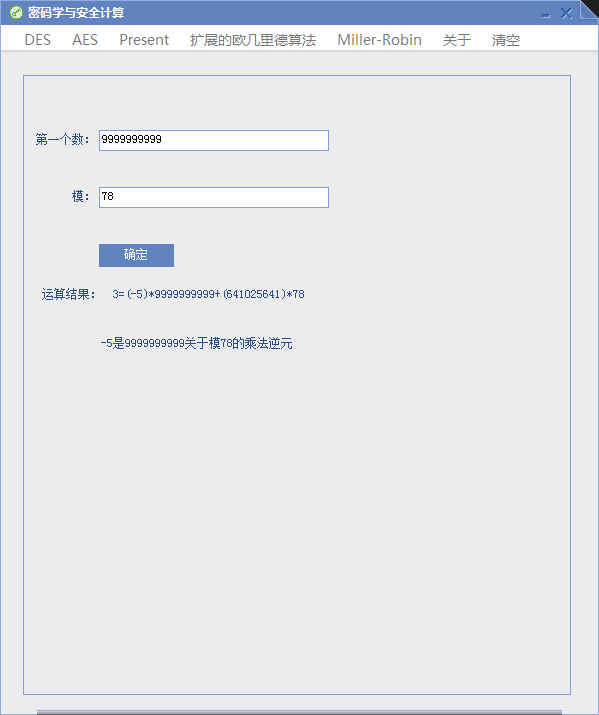 密码学与安全计算
DES AES Present 扩展的欧几里德算法 Miller-Robin 关于 清空
第一个数： 9999999999
模： 78
确定
运算结果： 3=(-5)*9999999999+(641025641)*78
-5是9999999999关于模78的乘法逆元